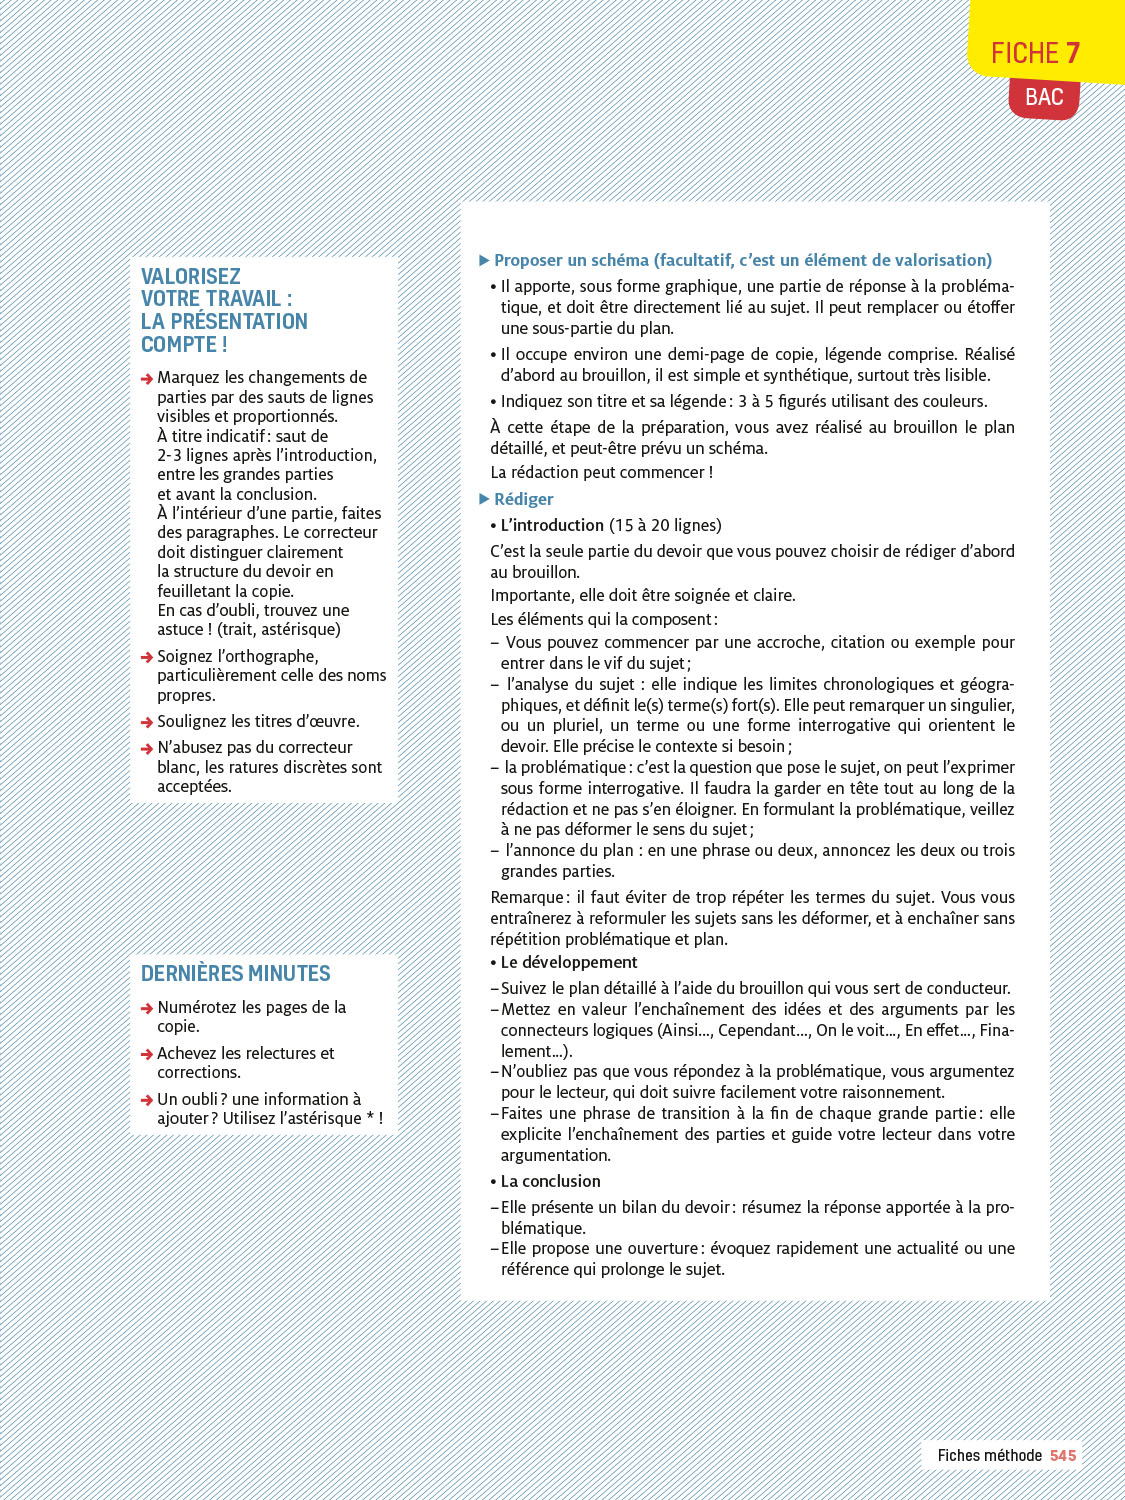 FICHE 7
BAC
VALORISEZ
VOTRE TRAVAIL :
LA PRÉSENTATION
COMPTE !
Marquez les changements de
parties par des sauts de lignes
visibles et proportionnés.
À titre indicatif : saut de
2-3 lignes après l’introduction,
entre les grandes parties
et avant la conclusion.
À l’intérieur d’une partie, faites
des paragraphes. Le correcteur
doit distinguer clairement
la structure du devoir en
feuilletant la copie.
En cas d’oubli, trouvez une
astuce ! (trait, astérisque)
Soignez l’orthographe,
particulièrement celle des noms
propres.
Soulignez les titres d’œuvre.
N’abusez pas du correcteur
blanc, les ratures discrètes sont
acceptées.
DERNIÈRES MINUTES
Numérotez les pages de la
copie.
Achevez les relectures et
corrections.
Un oubli ? une information à
ajouter ? Utilisez l’astérisque * !
Proposer un schéma (facultatif, c’est un élément de valorisation)
• Il apporte, sous forme graphique, une partie de réponse à la probléma-
tique, et doit être directement lié au sujet. Il peut remplacer ou étoffer
une sous-partie du plan.
• Il occupe environ une demi-page de copie, légende comprise. Réalisé
d’abord au brouillon, il est simple et synthétique, surtout très lisible.
• Indiquez son titre et sa légende : 3 à 5 figurés utilisant des couleurs.
À cette étape de la préparation, vous avez réalisé au brouillon le plan
détaillé, et peut-être prévu un schéma.
La rédaction peut commencer !
Rédiger
• L’introduction (15 à 20 lignes)
C’est la seule partie du devoir que vous pouvez choisir de rédiger d’abord
au brouillon.
Importante, elle doit être soignée et claire.
Les éléments qui la composent :
– Vous pouvez commencer par une accroche, citation ou exemple pour
entrer dans le vif du sujet ;
– l’analyse du sujet : elle indique les limites chronologiques et géogra-
phiques, et définit le(s) terme(s) fort(s). Elle peut remarquer un singulier,
ou un pluriel, un terme ou une forme interrogative qui orientent le
devoir. Elle précise le contexte si besoin ;
– la problématique : c’est la question que pose le sujet, on peut l’exprimer
sous forme interrogative. Il faudra la garder en tête tout au long de la
rédaction et ne pas s’en éloigner. En formulant la problématique, veillez
à ne pas déformer le sens du sujet ;
– l’annonce du plan : en une phrase ou deux, annoncez les deux ou trois
grandes parties.
Remarque : il faut éviter de trop répéter les termes du sujet. Vous vous
entraînerez à reformuler les sujets sans les déformer, et à enchaîner sans
répétition problématique et plan.
• Le développement
– Suivez le plan détaillé à l’aide du brouillon qui vous sert de conducteur.
– Mettez en valeur l’enchaînement des idées et des arguments par les
connecteurs logiques (Ainsi…, Cependant…, On le voit…, En effet…, Fina-
lement…).
– N’oubliez pas que vous répondez à la problématique, vous argumentez
pour le lecteur, qui doit suivre facilement votre raisonnement.
– Faites une phrase de transition à la fin de chaque grande partie : elle
explicite l’enchaînement des parties et guide votre lecteur dans votre
argumentation.
• La conclusion
– Elle présente un bilan du devoir : résumez la réponse apportée à la pro-
blématique.
– Elle propose une ouverture : évoquez rapidement une actualité ou une
référence qui prolonge le sujet.
Fiches méthode 545